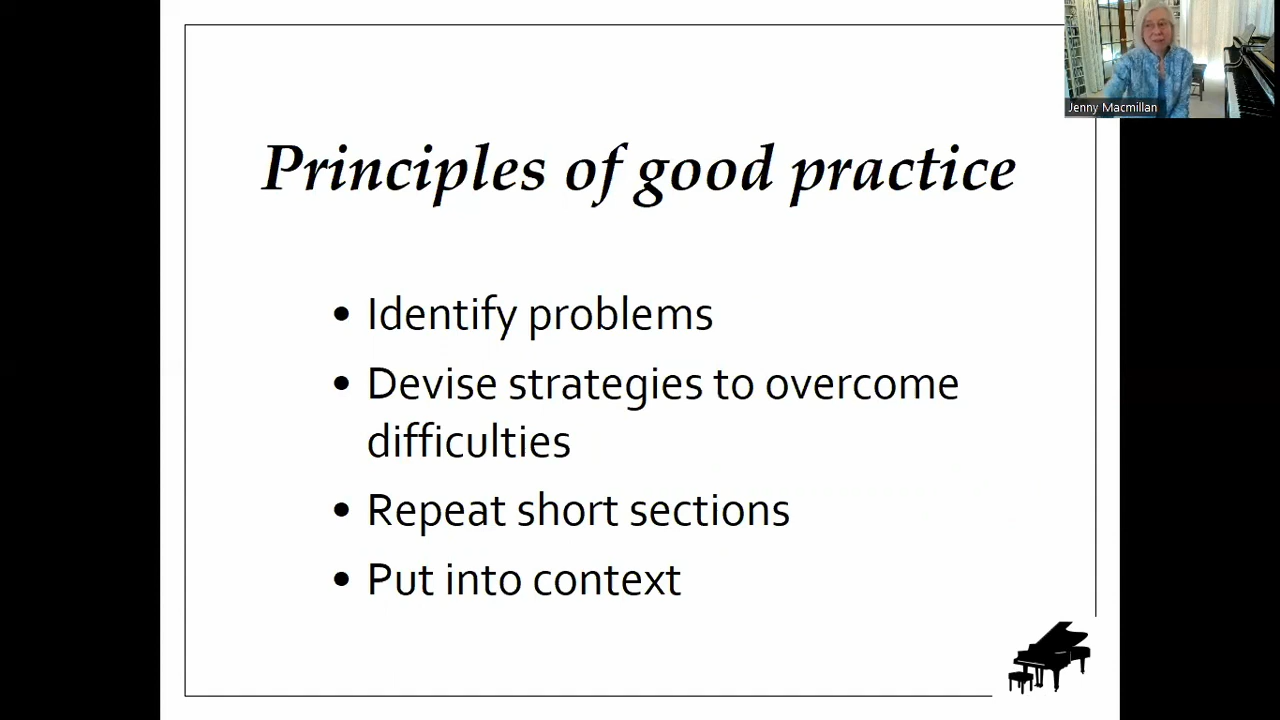 Jenny Macmillan
Principles of good practice
• Identify problems
• Devise strategies to overcome
difficulties
• Repeat short sections
• Put into context